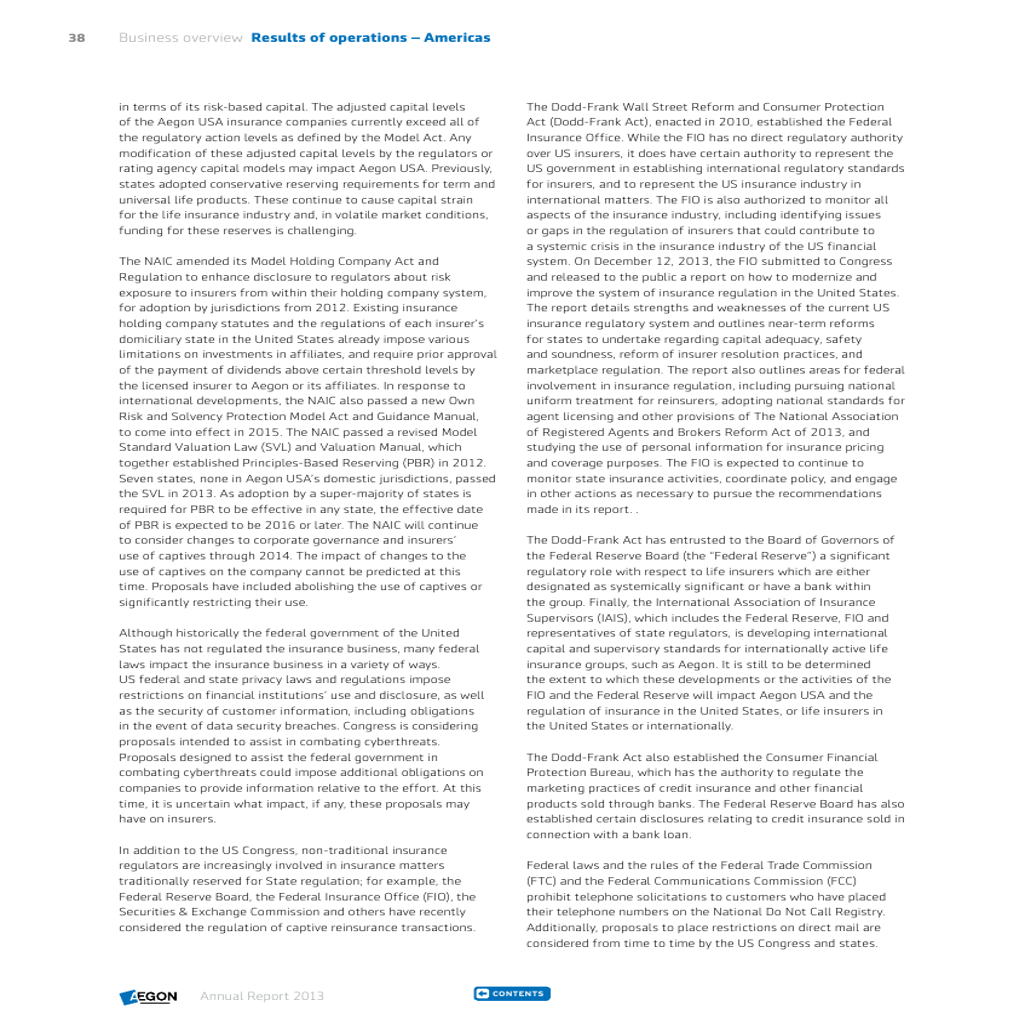 38 Business overview Results of operations – Americas
in terms of its risk-based capital. The adjusted capital levels
of the Aegon USA insurance companies currently exceed all of
the regulatory action levels as defined by the Model Act. Any
modification of these adjusted capital levels by the regulators or
rating agency capital models may impact Aegon USA. Previously,
states adopted conservative reserving requirements for term and
universal life products. These continue to cause capital strain
for the life insurance industry and, in volatile market conditions,
funding for these reserves is challenging.
The NAIC amended its Model Holding Company Act and
Regulation to enhance disclosure to regulators about risk
exposure to insurers from within their holding company system,
for adoption by jurisdictions from 2012. Existing insurance
holding company statutes and the regulations of each insurer's
domiciliary state in the United States already impose various
limitations on investments in affiliates, and require prior approval
of the payment of dividends above certain threshold levels by
the licensed insurer to Aegon or its affiliates. In response to
international developments, the NAIC also passed a new Own
Risk and Solvency Protection Model Act and Guidance Manual,
to come into effect in 2015. The NAIC passed a revised Model
Standard Valuation Law (SVL) and Valuation Manual, which
together established Principles-Based Reserving (PBR) in 2012.
Seven states, none in Aegon USA's domestic jurisdictions, passed
the SVL in 2013. As adoption by a super-majority of states is
required for PBR to be effective in any state, the effective date
of PBR is expected to be 2016 or later. The NAIC will continue
to consider changes to corporate governance and insurers'
use of captives through 2014. The impact of changes to the
use of captives on the company cannot be predicted at this
time. Proposals have included abolishing the use of captives or
significantly restricting their use.
Although historically the federal government of the United
States has not regulated the insurance business, many federal
laws impact the insurance business in a variety of ways.
US federal and state privacy laws and regulations impose
restrictions on financial institutions' use and disclosure, as well
as the security of customer information, including obligations
in the event of data security breaches. Congress is considering
proposals intended to assist in combating cyberthreats.
Proposals designed to assist the federal government in
combating cyberthreats could impose additional obligations on
companies to provide information relative to the effort. At this
time, it is uncertain what impact, if any, these proposals may
have on insurers.
In addition to the US Congress, non-traditional insurance
regulators are increasingly involved in insurance matters
traditionally reserved for State regulation; for example, the
Federal Reserve Board, the Federal Insurance Office (FIO), the
Securities & Exchange Commission and others have recently
considered the regulation of captive reinsurance transactions.
The Dodd-Frank Wall Street Reform and Consumer Protection
Act (Dodd-Frank Act), enacted in 2010, established the Federal
Insurance Office. While the FIO has no direct regulatory authority
over US insurers, it does have certain authority to represent the
US government in establishing international regulatory standards
for insurers, and to represent the US insurance industry in
international matters. The FIO is also authorized to monitor all
aspects of the insurance industry, including identifying issues
or gaps in the regulation of insurers that could contribute to
a systemic crisis in the insurance industry of the US financial
system. On December 12, 2013, the FIO submitted to Congress
and released to the public a report on how to modernize and
improve the system of insurance regulation in the United States.
The report details strengths and weaknesses of the current US
insurance regulatory system and outlines near-term reforms
for states to undertake regarding capital adequacy, safety
and soundness, reform of insurer resolution practices, and
marketplace regulation. The report also outlines areas for federal
involvement in insurance regulation, including pursuing national
uniform treatment for reinsurers, adopting national standards for
agent licensing and other provisions of The National Association
of Registered Agents and Brokers Reform Act of 2013, and
studying the use of personal information for insurance pricing
and coverage purposes. The FIO is expected to continue to
monitor state insurance activities, coordinate policy, and engage
in other actions as necessary to pursue the recommendations
made in its report. .
The Dodd-Frank Act has entrusted to the Board of Governors of
the Federal Reserve Board (the “Federal Reserve”) a significant
regulatory role with respect to life insurers which are either
designated as systemically significant or have a bank within
the group. Finally, the International Association of Insurance
Supervisors (IAIS), which includes the Federal Reserve, FIO and
representatives of state regulators, is developing international
capital and supervisory standards for internationally active life
insurance groups, such as Aegon. It is still to be determined
the extent to which these developments or the activities of the
FIO and the Federal Reserve will impact Aegon USA and the
regulation of insurance in the United States, or life insurers in
the United States or internationally.
The Dodd-Frank Act also established the Consumer Financial
Protection Bureau, which has the authority to regulate the
marketing practices of credit insurance and other financial
products sold through banks. The Federal Reserve Board has also
established certain disclosures relating to credit insurance sold in
connection with a bank loan.
Federal laws and the rules of the Federal Trade Commission
(FTC) and the Federal Communications Commission (FCC)
prohibit telephone solicitations to customers who have placed
their telephone numbers on the National Do Not Call Registry.
Additionally, proposals to place restrictions on direct mail are
considered from time to time by the US Congress and states.
AEGON Annual Report 2013 CONTENTS